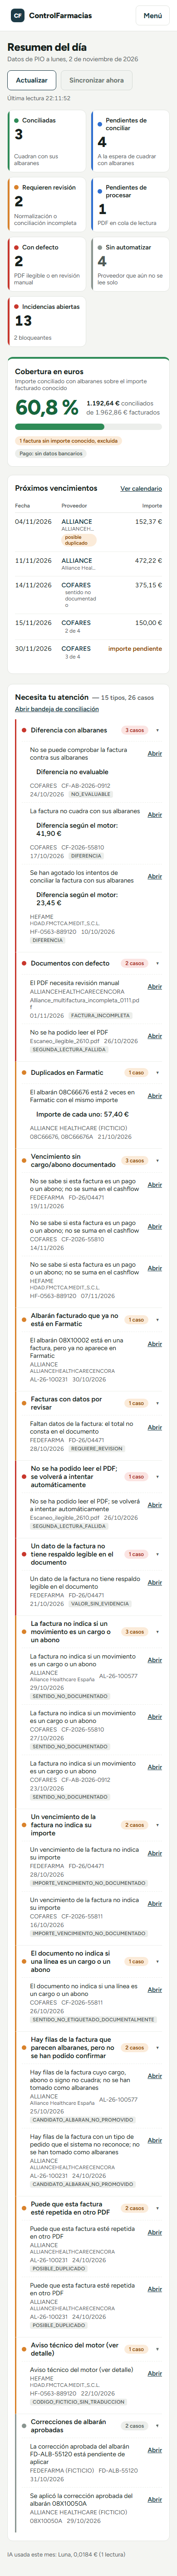 CF ControlFarmacias Menú
Resumen del día
Datos de PIO a lunes, 2 de noviembre de 2026
Actualizar Sincronizar ahora
Última lectura 22:11:52
Conciliadas
3
Cuadran con sus
albaranes
Pendientes de
conciliar
4
A la espera de cuadrar
con albaranes
Requieren revisión
2
Normalización o
conciliación incompleta
Pendientes de
procesar
1
PDF en cola de lectura
Con defecto
2
PDF ilegible o en revisión
manual
Sin automatizar
4
Proveedor que aún no se
lee solo
Incidencias abiertas
13
2 bloqueantes
Cobertura en euros
Importe conciliado con albaranes sobre el importe
facturado conocido
60,8 % 1.192,64 € conciliados
de 1.962,86 € facturados
1 factura sin importe conocido, excluida
Pago: sin datos bancarios
Próximos vencimientos Ver calendario
Fecha Proveedor Importe
04/11/2026 ALLIANCE 152,37 €
ALLIANCEH...
posible
duplicado
11/11/2026 ALLIANCE 472,22 €
Alliance Heal...
14/11/2026 COFARES 375,15 €
sentido no
documentad
o
15/11/2026 COFARES 150,00 €
2 de 4
30/11/2026 COFARES importe pendiente
3 de 4
Necesita tu atención — 15 tipos, 26 casos
Abrir bandeja de conciliación
Diferencia con albaranes 3 casos
No se puede comprobar la factura
contra sus albaranes
Abrir
Diferencia no evaluable
COFARES CF-AB-2026-0912
24/10/2026 NO_EVALUABLE
La factura no cuadra con sus albaranes Abrir
Diferencia según el motor:
41,90 €
COFARES CF-2026-55810
17/10/2026 DIFERENCIA
Se han agotado los intentos de
conciliar la factura con sus albaranes
Abrir
Diferencia según el motor:
23,45 €
HEFAME
HDAD.FMCTCA.MEDIT.,S.C.L.
HF-0563-889120 10/10/2026
DIFERENCIA
Documentos con defecto 2 casos
El PDF necesita revisión manual Abrir
ALLIANCEHEALTHCARECENCORA
Alliance_multifactura_incompleta_0111.pd
f
01/11/2026 FACTURA_INCOMPLETA
No se ha podido leer el PDF Abrir
Escaneo_ilegible_2610.pdf 26/10/2026
SEGUNDA_LECTURA_FALLIDA
Duplicados en Farmatic 1 caso
El albarán 08C66676 está 2 veces en
Farmatic con el mismo importe
Abrir
Importe de cada uno: 57,40 €
ALLIANCE HEALTHCARE (FICTICIO)
08C66676, 08C66676A 21/10/2026
Vencimiento sin
cargo/abono documentado
3 casos
No se sabe si esta factura es un pago
o un abono; no se suma en el cashflow
Abrir
FEDEFARMA FD-26/04471
19/11/2026
No se sabe si esta factura es un pago
o un abono; no se suma en el cashflow
Abrir
COFARES CF-2026-55810
14/11/2026
No se sabe si esta factura es un pago
o un abono; no se suma en el cashflow
Abrir
HEFAME
HDAD.FMCTCA.MEDIT.,S.C.L.
HF-0563-889120 07/11/2026
Albarán facturado que ya no
está en Farmatic
1 caso
El albarán 08X10002 está en una
factura, pero ya no aparece en
Farmatic
Abrir
ALLIANCE
ALLIANCEHEALTHCARECENCORA
AL-26-100231 30/10/2026
Facturas con datos por
revisar
1 caso
Faltan datos de la factura: el total no
consta en el documento
Abrir
FEDEFARMA FD-26/04471
28/10/2026 REQUIERE_REVISION
No se ha podido leer el PDF;
se volverá a intentar
automáticamente
1 caso
No se ha podido leer el PDF; se volverá
a intentar automáticamente
Abrir
Escaneo_ilegible_2610.pdf 26/10/2026
SEGUNDA_LECTURA_FALLIDA
Un dato de la factura no
tiene respaldo legible en el
documento
1 caso
Un dato de la factura no tiene respaldo
legible en el documento
Abrir
FEDEFARMA FD-26/04471
21/10/2026 VALOR_SIN_EVIDENCIA
La factura no indica si un
movimiento es un cargo o
un abono
3 casos
La factura no indica si un movimiento
es un cargo o un abono
Abrir
ALLIANCE
Alliance Healthcare España AL-26-100577
29/10/2026
SENTIDO_NO_DOCUMENTADO
La factura no indica si un movimiento
es un cargo o un abono
Abrir
COFARES CF-2026-55810
27/10/2026
SENTIDO_NO_DOCUMENTADO
La factura no indica si un movimiento
es un cargo o un abono
Abrir
COFARES CF-AB-2026-0912
23/10/2026
SENTIDO_NO_DOCUMENTADO
Un vencimiento de la
factura no indica su
importe
2 casos
Un vencimiento de la factura no indica
su importe
Abrir
FEDEFARMA FD-26/04471
28/10/2026
IMPORTE_VENCIMIENTO_NO_DOCUMENTADO
Un vencimiento de la factura no indica
su importe
Abrir
COFARES CF-2026-55811
16/10/2026
IMPORTE_VENCIMIENTO_NO_DOCUMENTADO
El documento no indica si
una línea es un cargo o un
abono
1 caso
El documento no indica si una línea es
un cargo o un abono
Abrir
COFARES CF-2026-55811
26/10/2026
SENTIDO_NO_ETIQUETADO_DOCUMENTALMENTE
Hay filas de la factura que
parecen albaranes, pero no
se han podido confirmar
2 casos
Hay filas de la factura cuyo cargo,
abono o signo no cuadra; no se han
tomado como albaranes
Abrir
ALLIANCE
Alliance Healthcare España AL-26-100577
25/10/2026
CANDIDATO_ALBARAN_NO_PROMOVIDO
Hay filas de la factura con un tipo de
pedido que el sistema no reconoce; no
se han tomado como albaranes
Abrir
ALLIANCE
ALLIANCEHEALTHCARECENCORA
AL-26-100231 24/10/2026
CANDIDATO_ALBARAN_NO_PROMOVIDO
Puede que esta factura
esté repetida en otro PDF
2 casos
Puede que esta factura esté repetida
en otro PDF
Abrir
ALLIANCE
ALLIANCEHEALTHCARECENCORA
AL-26-100231 24/10/2026
POSIBLE_DUPLICADO
Puede que esta factura esté repetida
en otro PDF
Abrir
ALLIANCE
ALLIANCEHEALTHCARECENCORA
AL-26-100231 24/10/2026
POSIBLE_DUPLICADO
Aviso técnico del motor (ver
detalle)
1 caso
Aviso técnico del motor (ver detalle) Abrir
HEFAME
HDAD.FMCTCA.MEDIT.,S.C.L.
HF-0563-889120 22/10/2026
CODIGO_FICTICIO_SIN_TRADUCCION
Correcciones de albarán
aprobadas
2 casos
La corrección aprobada del albarán
FD-ALB-55120 está pendiente de
aplicar
Abrir
FEDEFARMA (FICTICIO) FD-ALB-55120
31/10/2026
Se aplicó la corrección aprobada del
albarán 08X10050A
Abrir
ALLIANCE HEALTHCARE (FICTICIO)
08X10050A 29/10/2026
IA usada este mes: Luna, 0,0184 € (1 lectura)